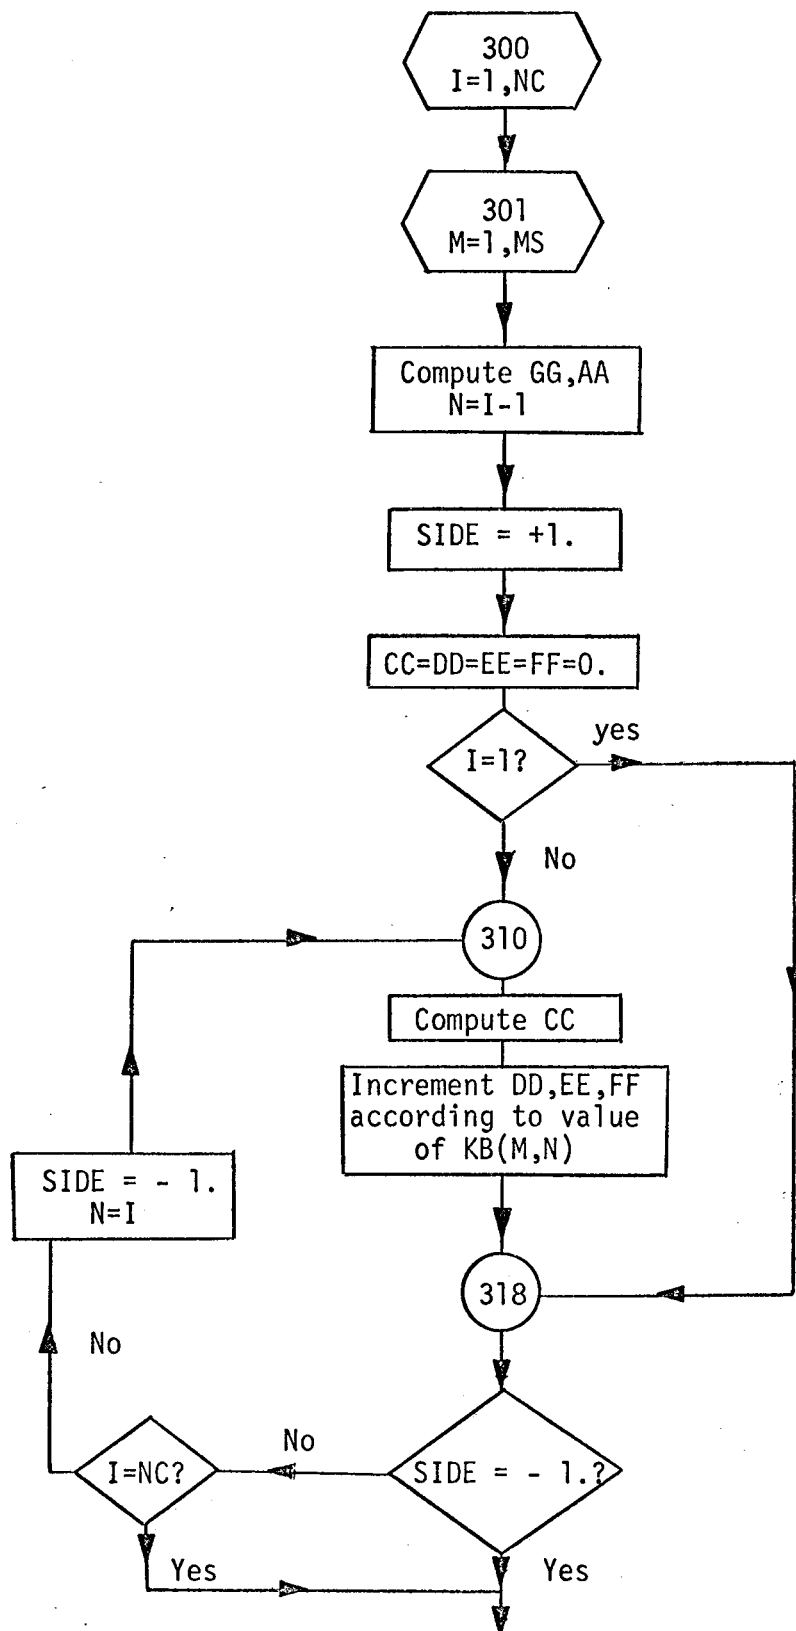 300
I=1,NC
301
M=1,MS
Compute GG,AA
N=I-1
SIDE = +1.
CC=DD=EE=FF=0.
I=1?
yes
No
310
Compute CC
Increment DD,EE,FF
according to value
of KB(M,N)
SIDE = - 1.
N=I
318
No
No
I=NC?
SIDE = - 1.?
Yes
Yes